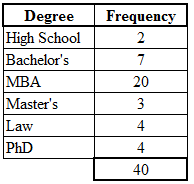 Degree Frequency
High School 2
Bachelor's 7
MBA 20
Master's 3
Law 4
PhD 4
40